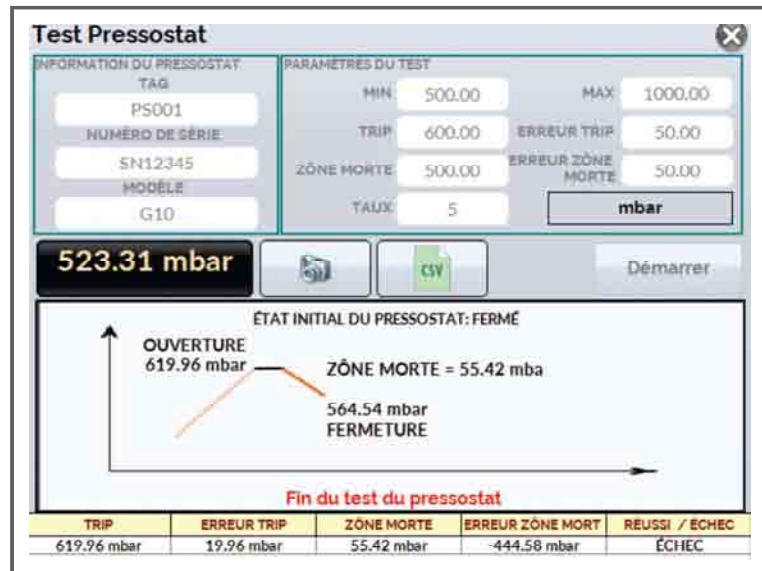 Test Pressostat
INFORMATION DU PRESSOSTAT
TAG
PS001
NUMÉRO DE SÉRIE
SN12345
MODÈLE
G10
PARAMÈTRES DU TEST
MIN 500.00 MAX 1000.00
TRIP 600.00 ERREUR TRIP 50.00
ZÔNE MORTE 500.00 ERREUR ZÔNE MORTE 50.00
TAUX 5 mbar
523.31 mbar CSV Démarrer
ÉTAT INITIAL DU PRESSOSTAT: FERMÉ
OUVERTURE
619.96 mbar
ZÔNE MORTE = 55.42 mba
564.54 mbar
FERMETURE
Fin du test du pressostat
TRIP ERREUR TRIP ZÔNE MORTE ERREUR ZÔNE MORT RÉUSSI / ÉCHEC
619.96 mbar 19.96 mbar 55.42 mbar -444.58 mbar ÉCHEC